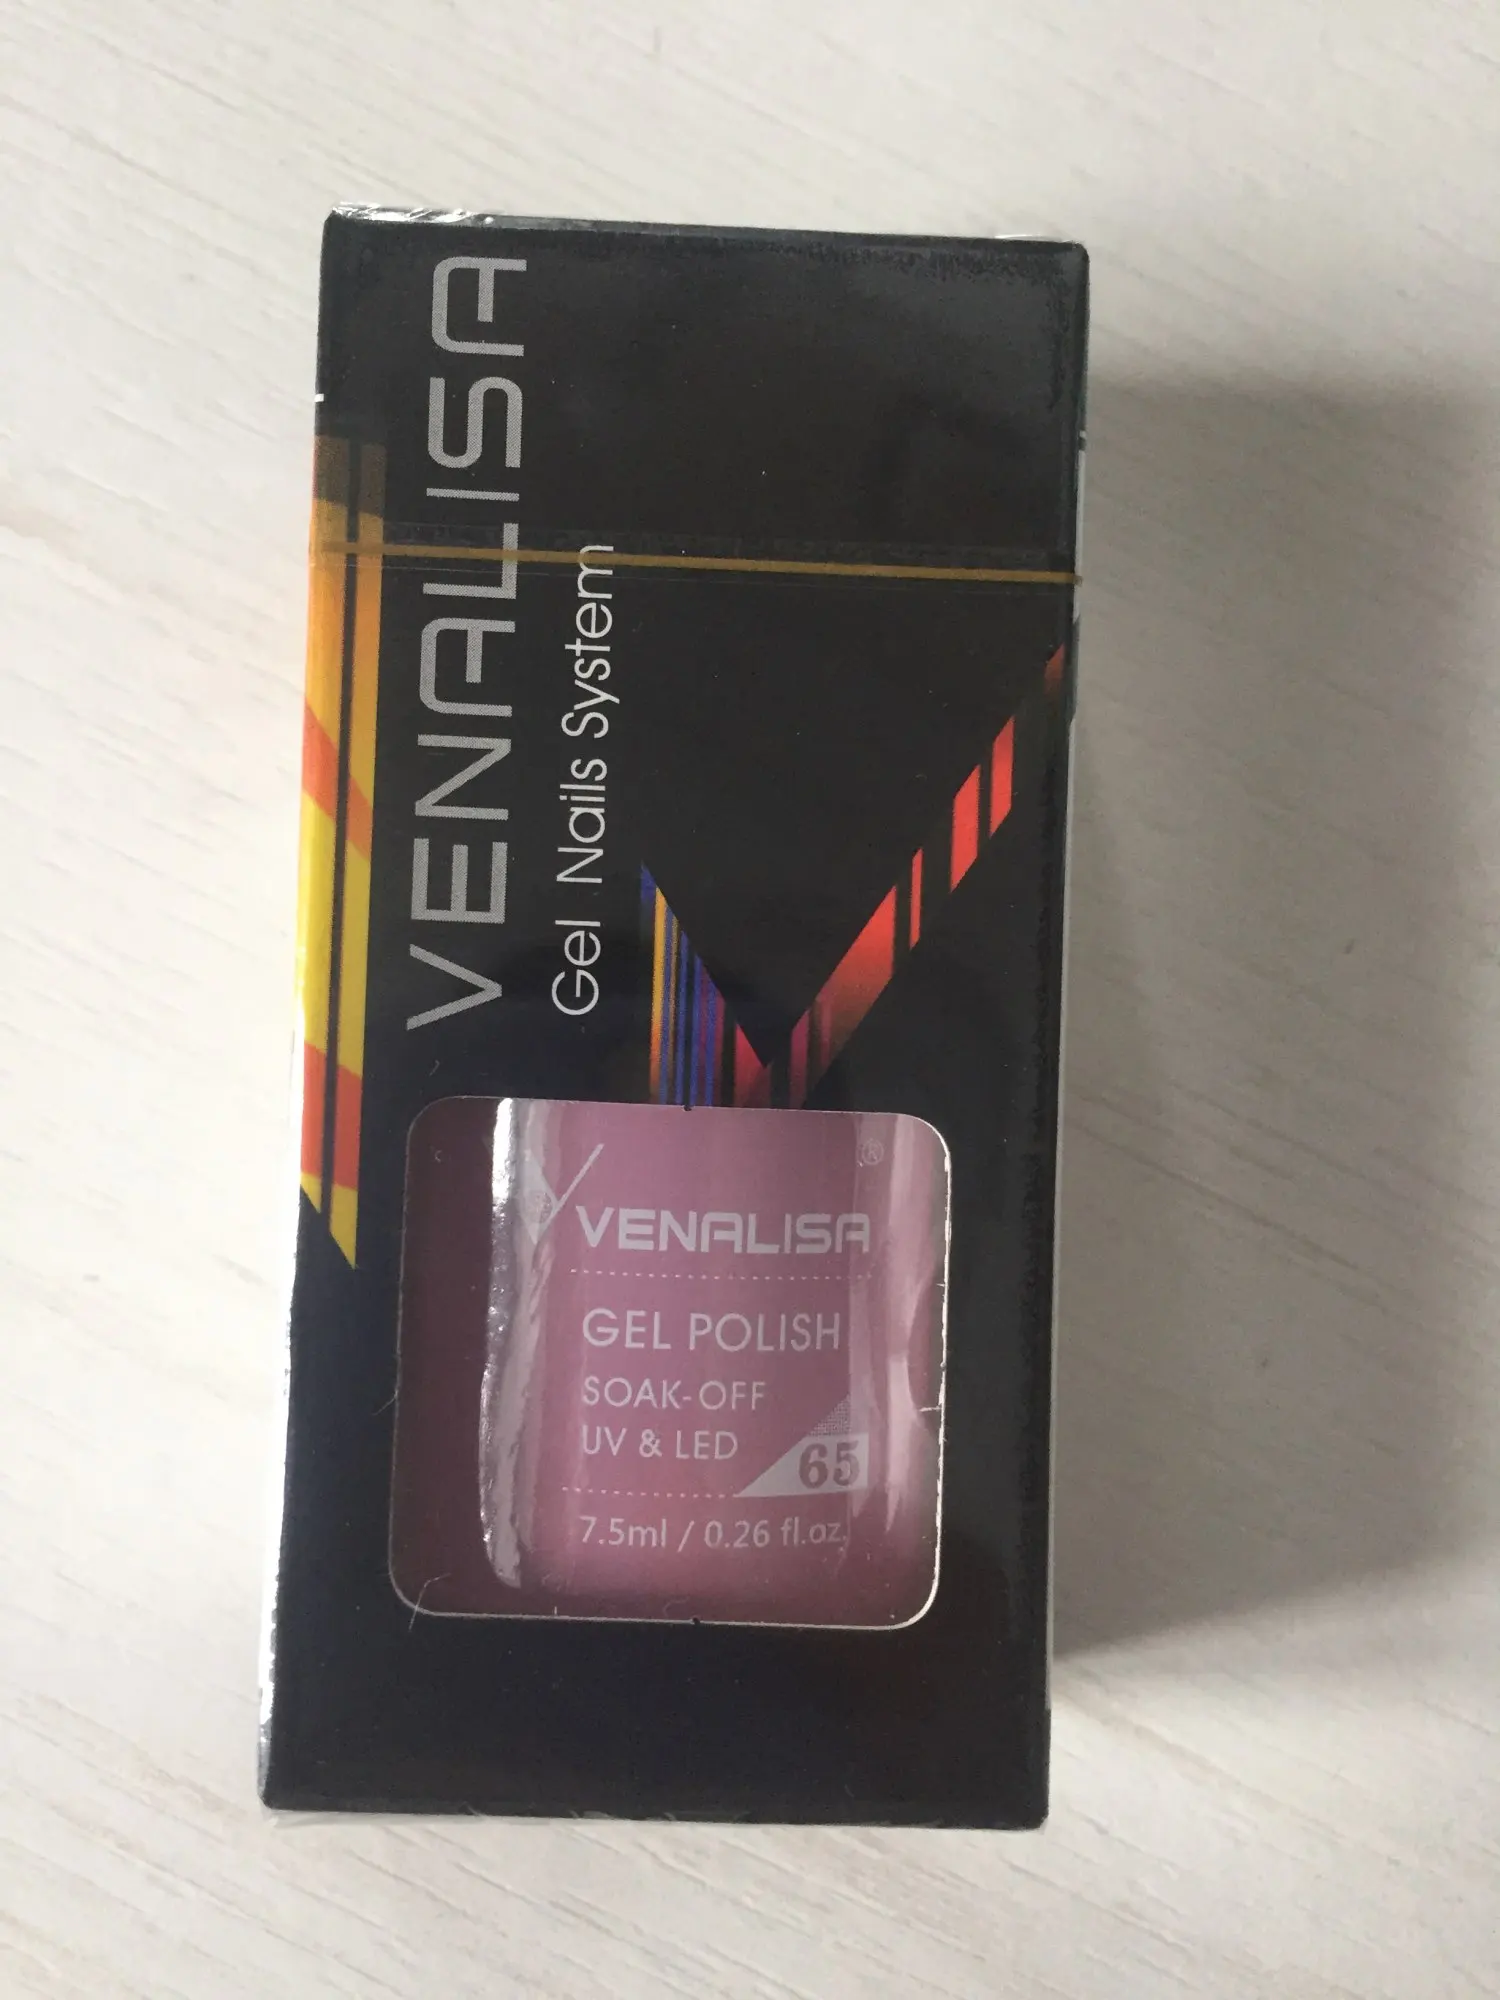 VENALISA
Gel Nails System
VENALISA®
GEL POLISH
SOAK-OFF
UV & LED
65
7.5ml / 0.26 fl.oz.